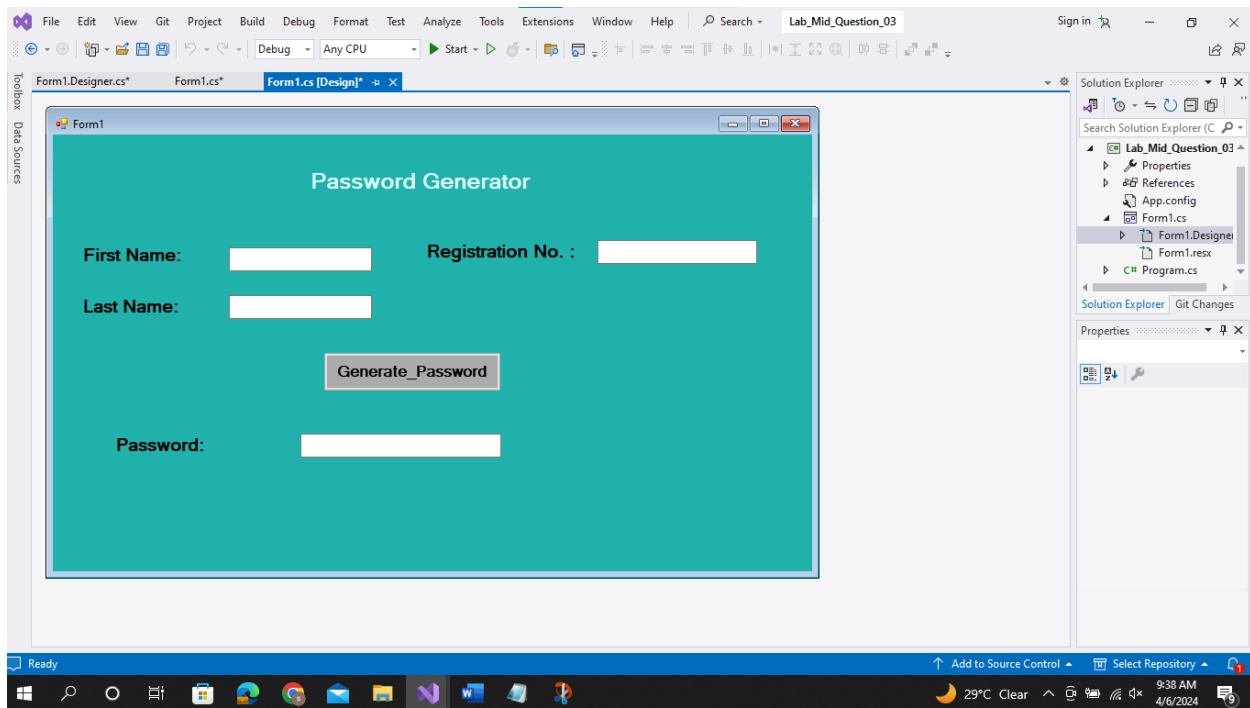 File Edit View Git Project Build Debug Format Test Analyze Tools Extensions Window Help Search Lab_Mid_Question_03 Sign in
Debug Any CPU Start
Toolbox
Data Sources
Form1.Designer.cs* Form1.cs* Form1.cs [Design]*
Form1
Password Generator
First Name:
Registration No. :
Last Name:
Generate_Password
Password:
Solution Explorer
Search Solution Explorer (C
Lab_Mid_Question_03
Properties
References
App.config
Form1.cs
Form1.Designer
Form1.resx
C# Program.cs
Solution Explorer Git Changes
Properties
Ready
Add to Source Control Select Repository 1
29°C Clear
9:38 AM
4/6/2024
9